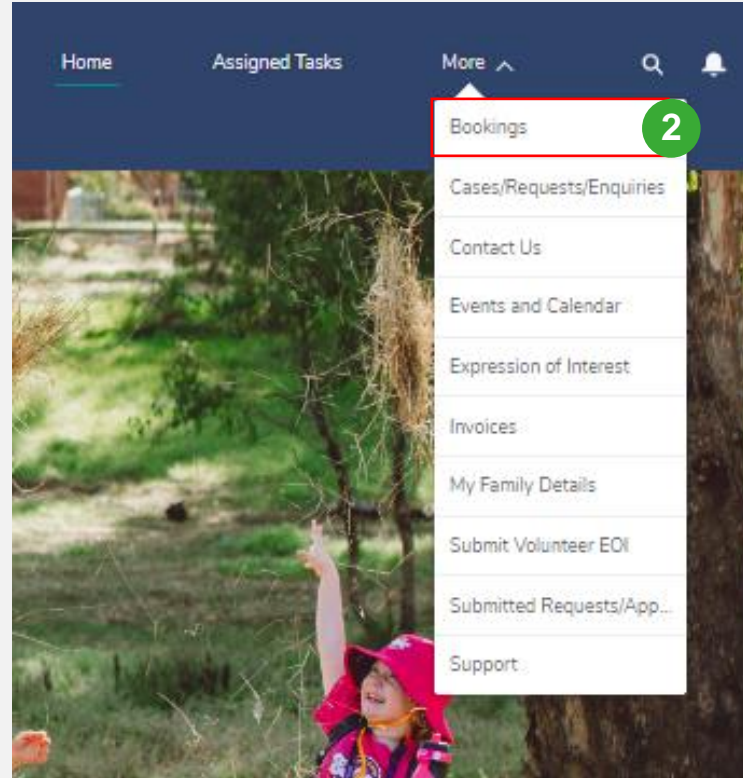 Home Assigned Tasks More
Bookings 2
Cases/Requests/Enquiries
Contact Us
Events and Calendar
Expression of Interest
Invoices
My Family Details
Submit Volunteer EOI
Submitted Requests/App...
Support